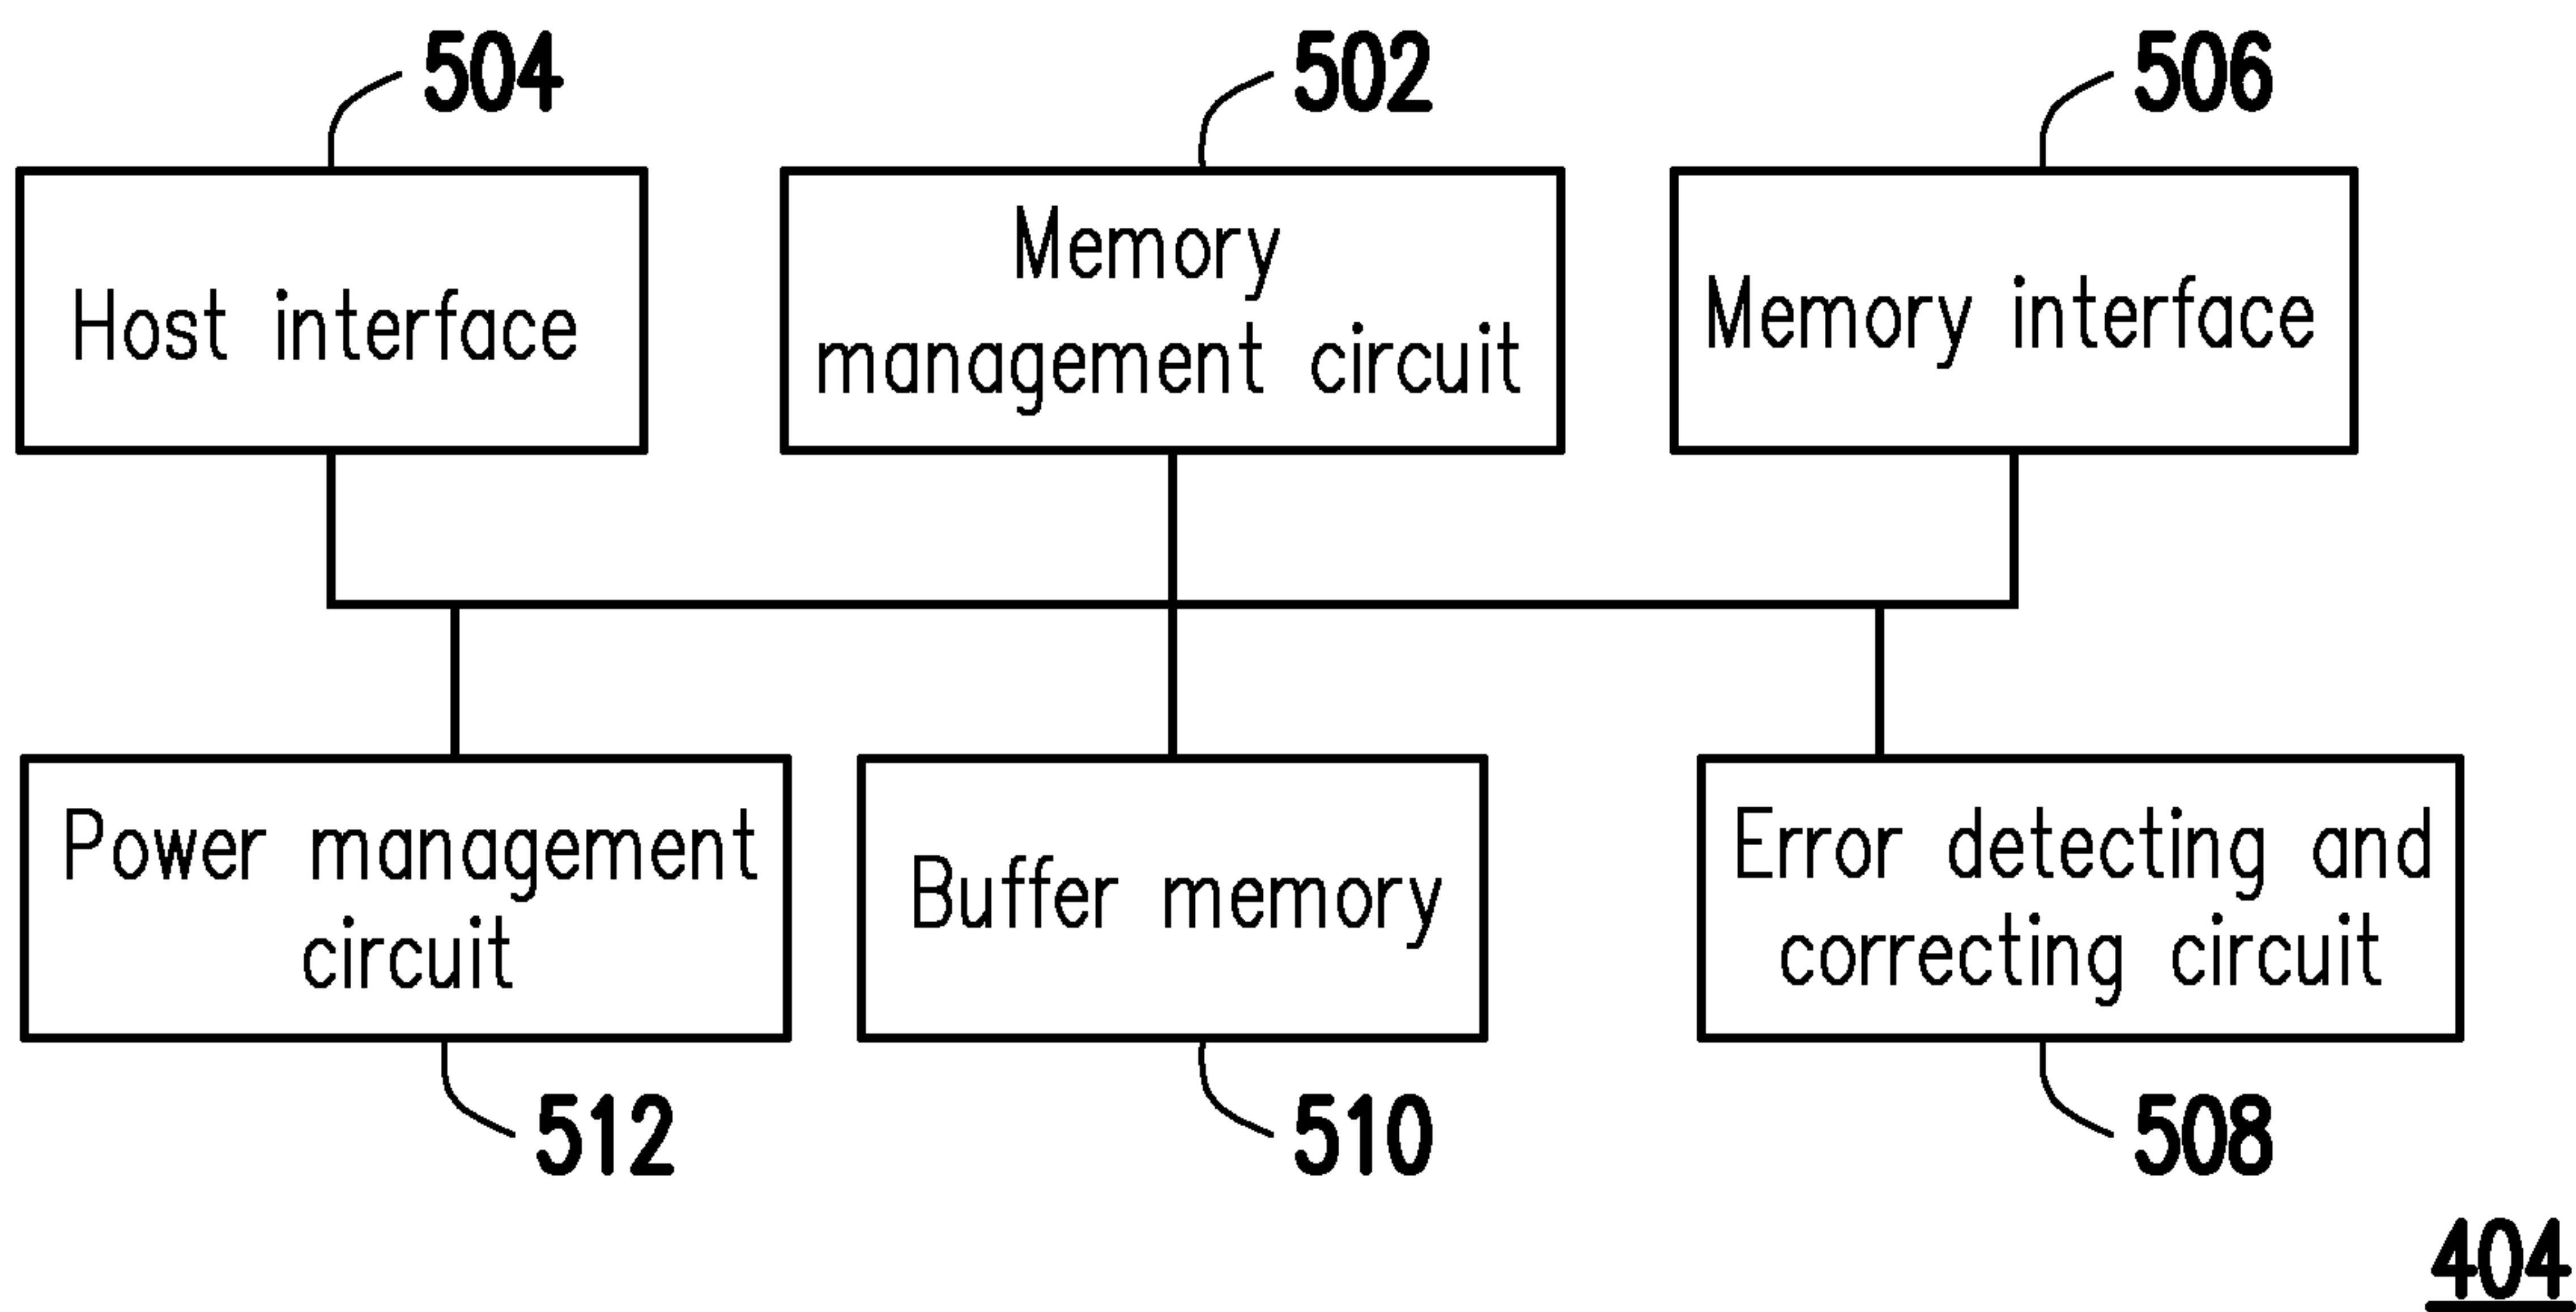 504
502
506
Host interface
Memory
management circuit
Memory interface
Power management
circuit
Buffer memory
Error detecting and
correcting circuit
512
510
508
404